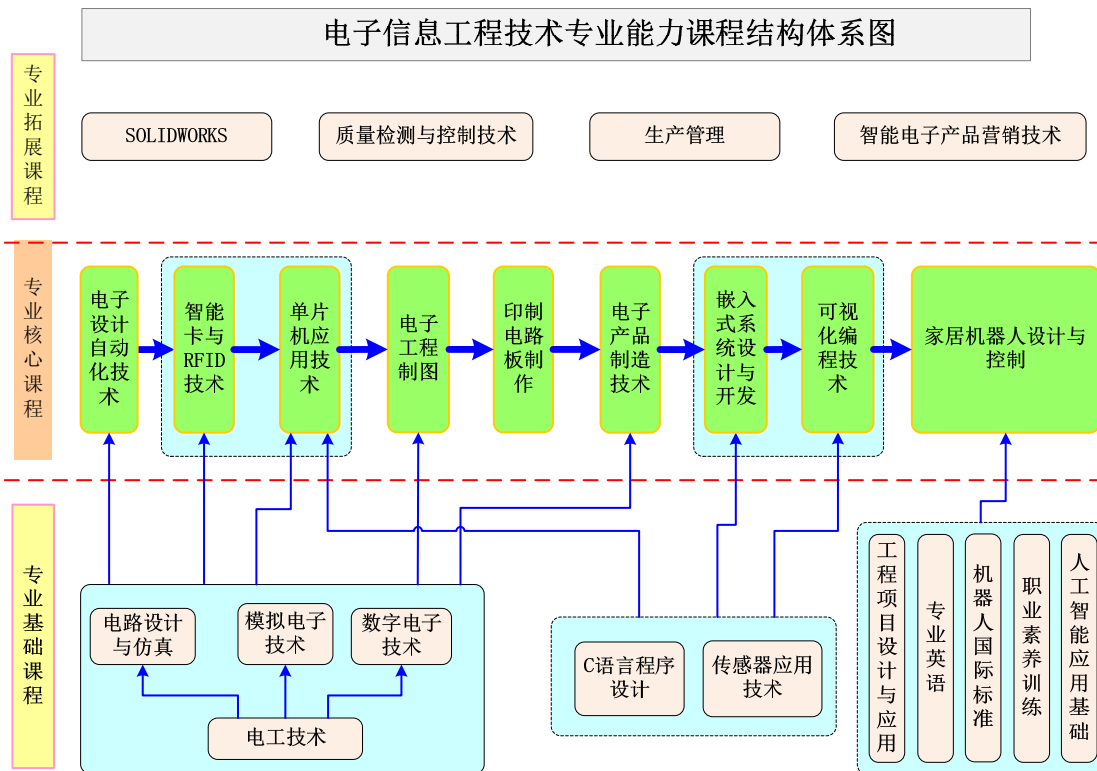 电子信息工程技术专业能力课程结构体系图
专业拓展课程
SOLIDWORKS
质量检测与控制技术
生产管理
智能电子产品营销技术
专业核心课程
电子
设计
自动
化技
术
智能
卡与
RFID
技术
单片
机应
用技
术
电子
工程
制图
印制
电路
板制
作
电子
产品
制造
技术
嵌入
式系
统设
计与
开发
可视
化编
程技
术
家居机器人设计与
控制
专业基础课程
电路设计
与仿真
模拟电子
技术
数字电子
技术
电工技术
C语言程序
设计
传感器应用
技术
工程项目设计与应用
专业英语
机器人国际标准
职业素养训练
人工智能应用基础